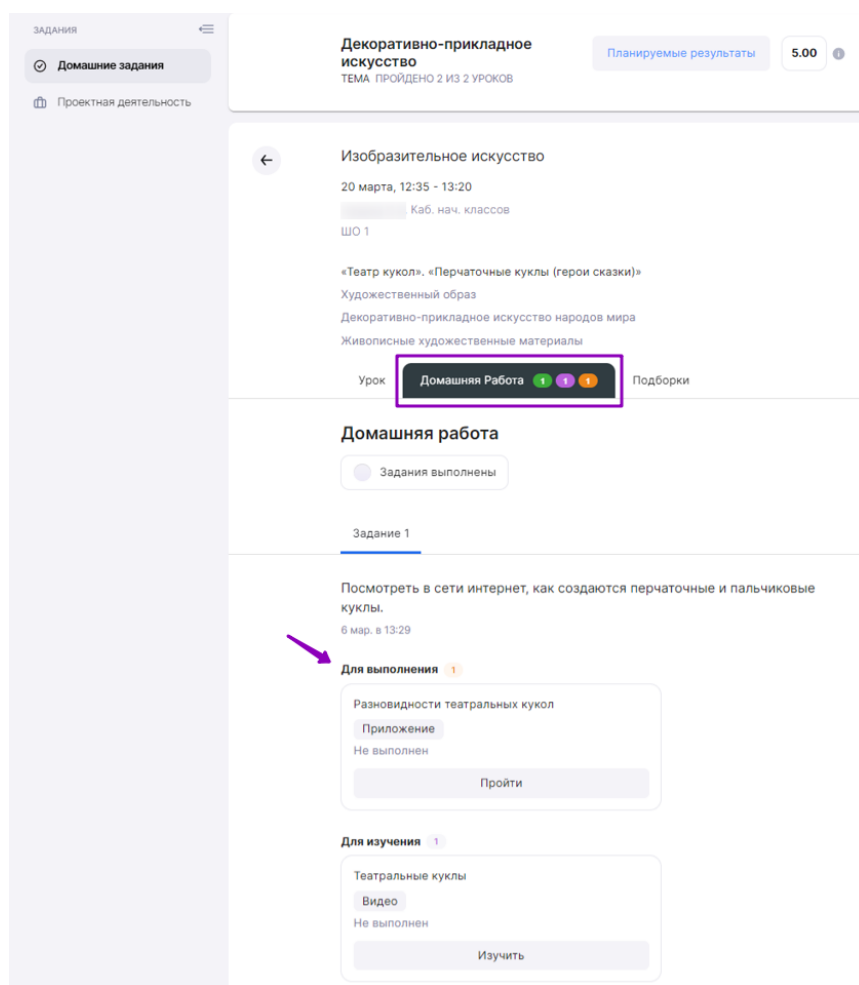 ЗАДАНИЯ
Домашние задания
Проектная деятельность
Декоративно-прикладное
искусство
ТЕМА ПРОЙДЕНО 2 ИЗ 2 УРОКОВ
Планируемые результаты
5.00
Изобразительное искусство
20 марта, 12:35 - 13:20
Каб. нач. классов
ШО 1
«Театр кукол». «Перчаточные куклы (герои сказки)»
Художественный образ
Декоративно-прикладное искусство народов мира
Живописные художественные материалы
Урок
Домашняя Работа 1 1 1
Подборки
Домашняя работа
Задания выполнены
Задание 1
Посмотреть в сети интернет, как создаются перчаточные и пальчиковые
куклы.
6 мар. в 13:29
Для выполнения 1
Разновидности театральных кукол
Приложение
Не выполнен
Пройти
Для изучения 1
Театральные куклы
Видео
Не выполнен
Изучить